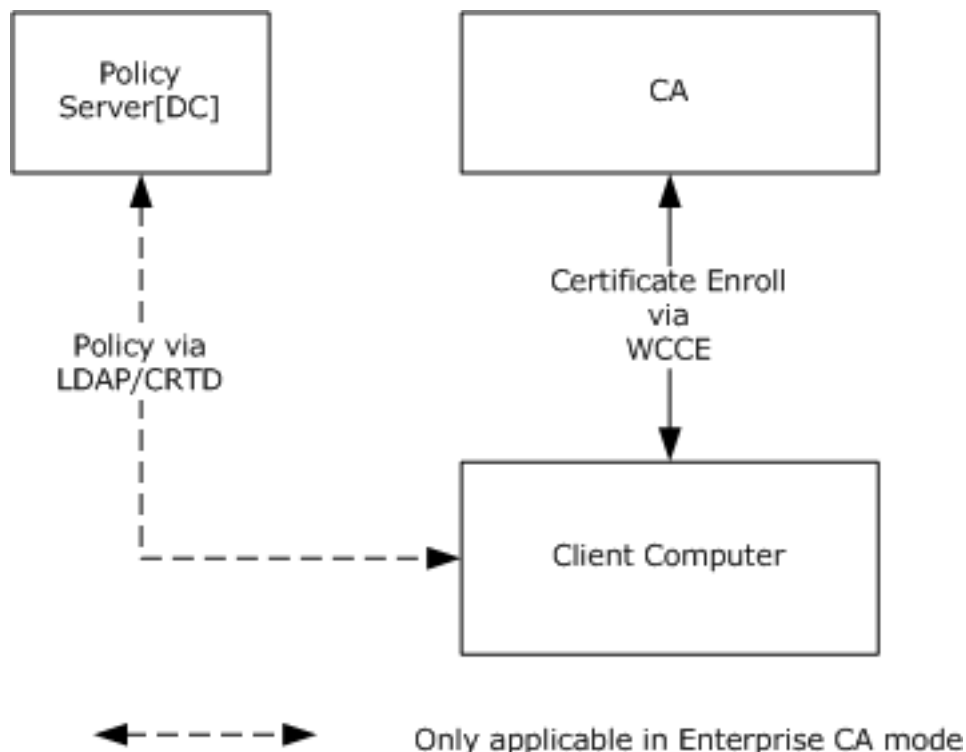 Policy
Server[DC]
CA
Certificate Enroll
via
WCCE
Policy via
LDAP/CRTD
Client Computer
Only applicable in Enterprise CA mode